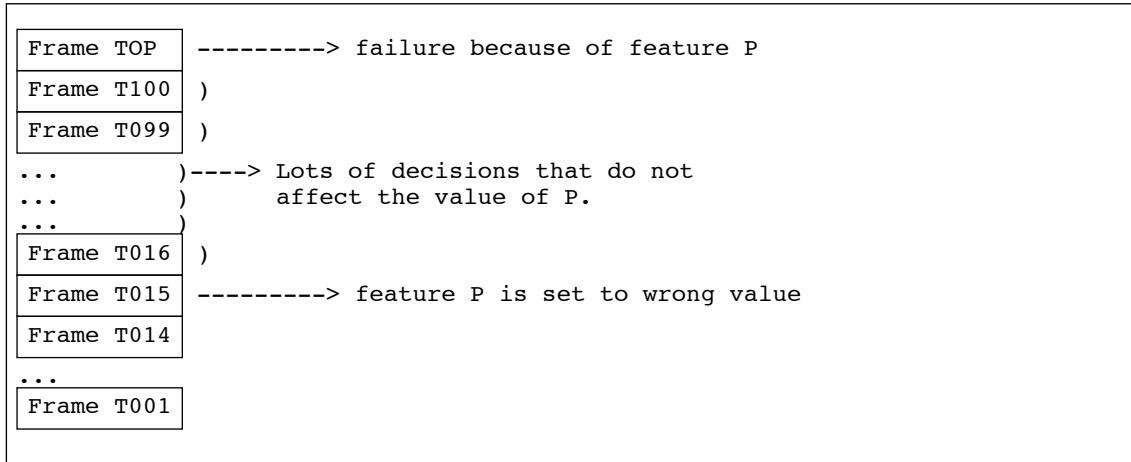 Frame TOP ---------> failure because of feature P
Frame T100 )
Frame T099 )
... )----> Lots of decisions that do not
... ) affect the value of P.
... )
Frame T016 )
Frame T015 ---------> feature P is set to wrong value
Frame T014
...
Frame T001